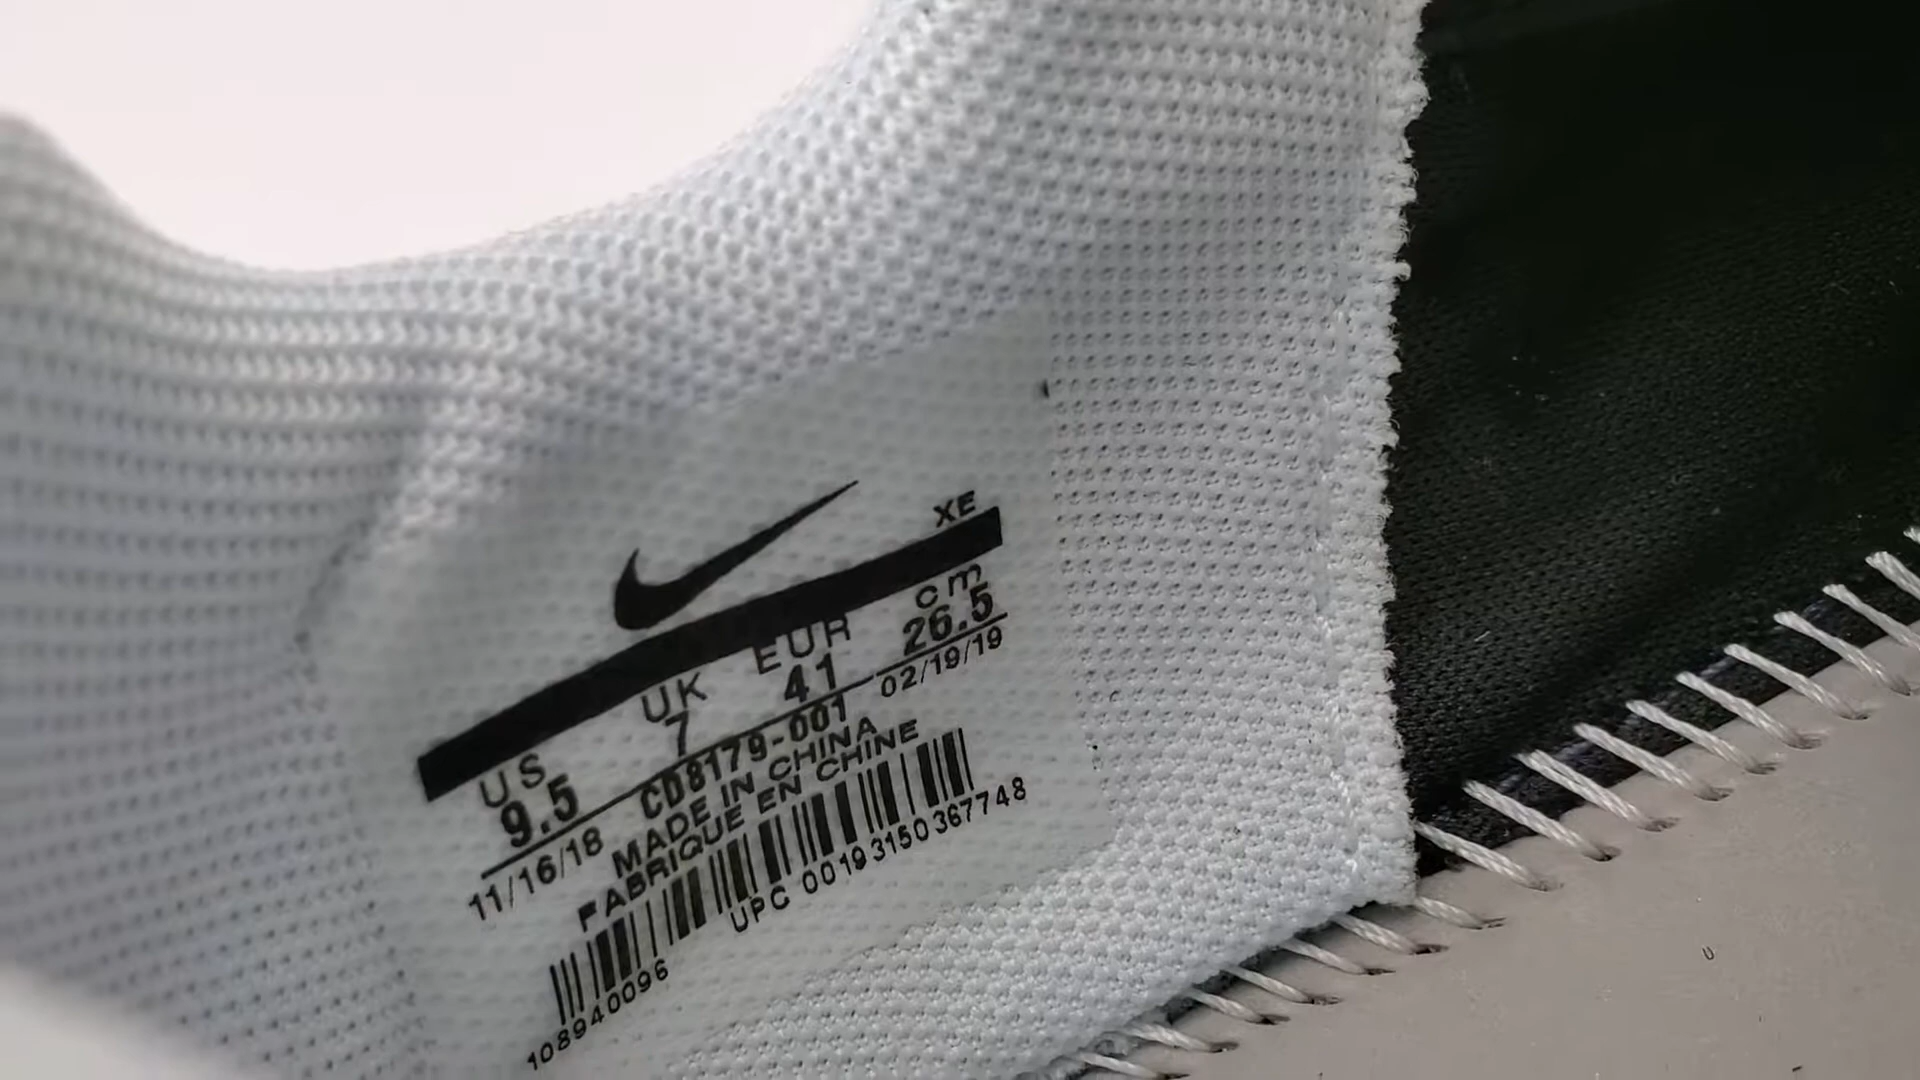 XE
US UK EUR cm
9.5 7 41 26.5
11/16/18 CD8179-001 02/19/19
MADE IN CHINA
FABRIQUE EN CHINE
UPC 00193150367748
108940096